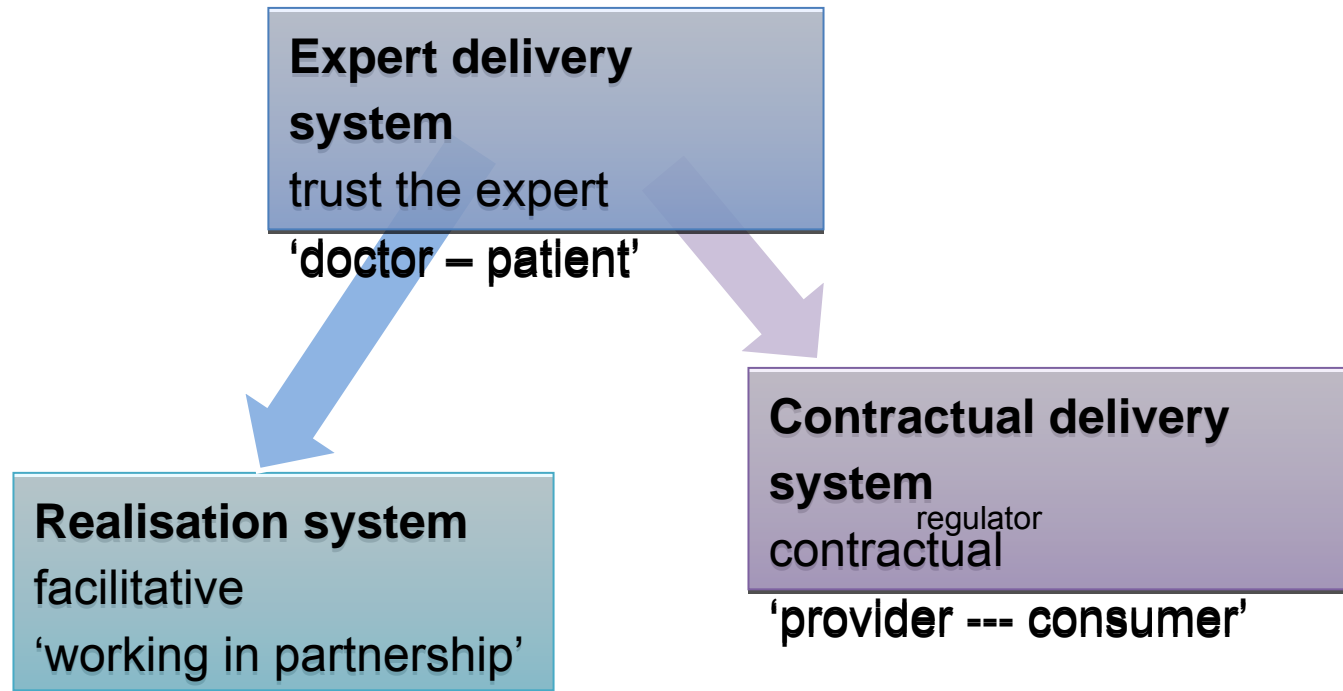 Expert delivery
system
trust the expert
‘doctor – patient’
Realisation system
facilitative
‘working in partnership’
Contractual delivery
system
regulator
contractual
‘provider --- consumer’